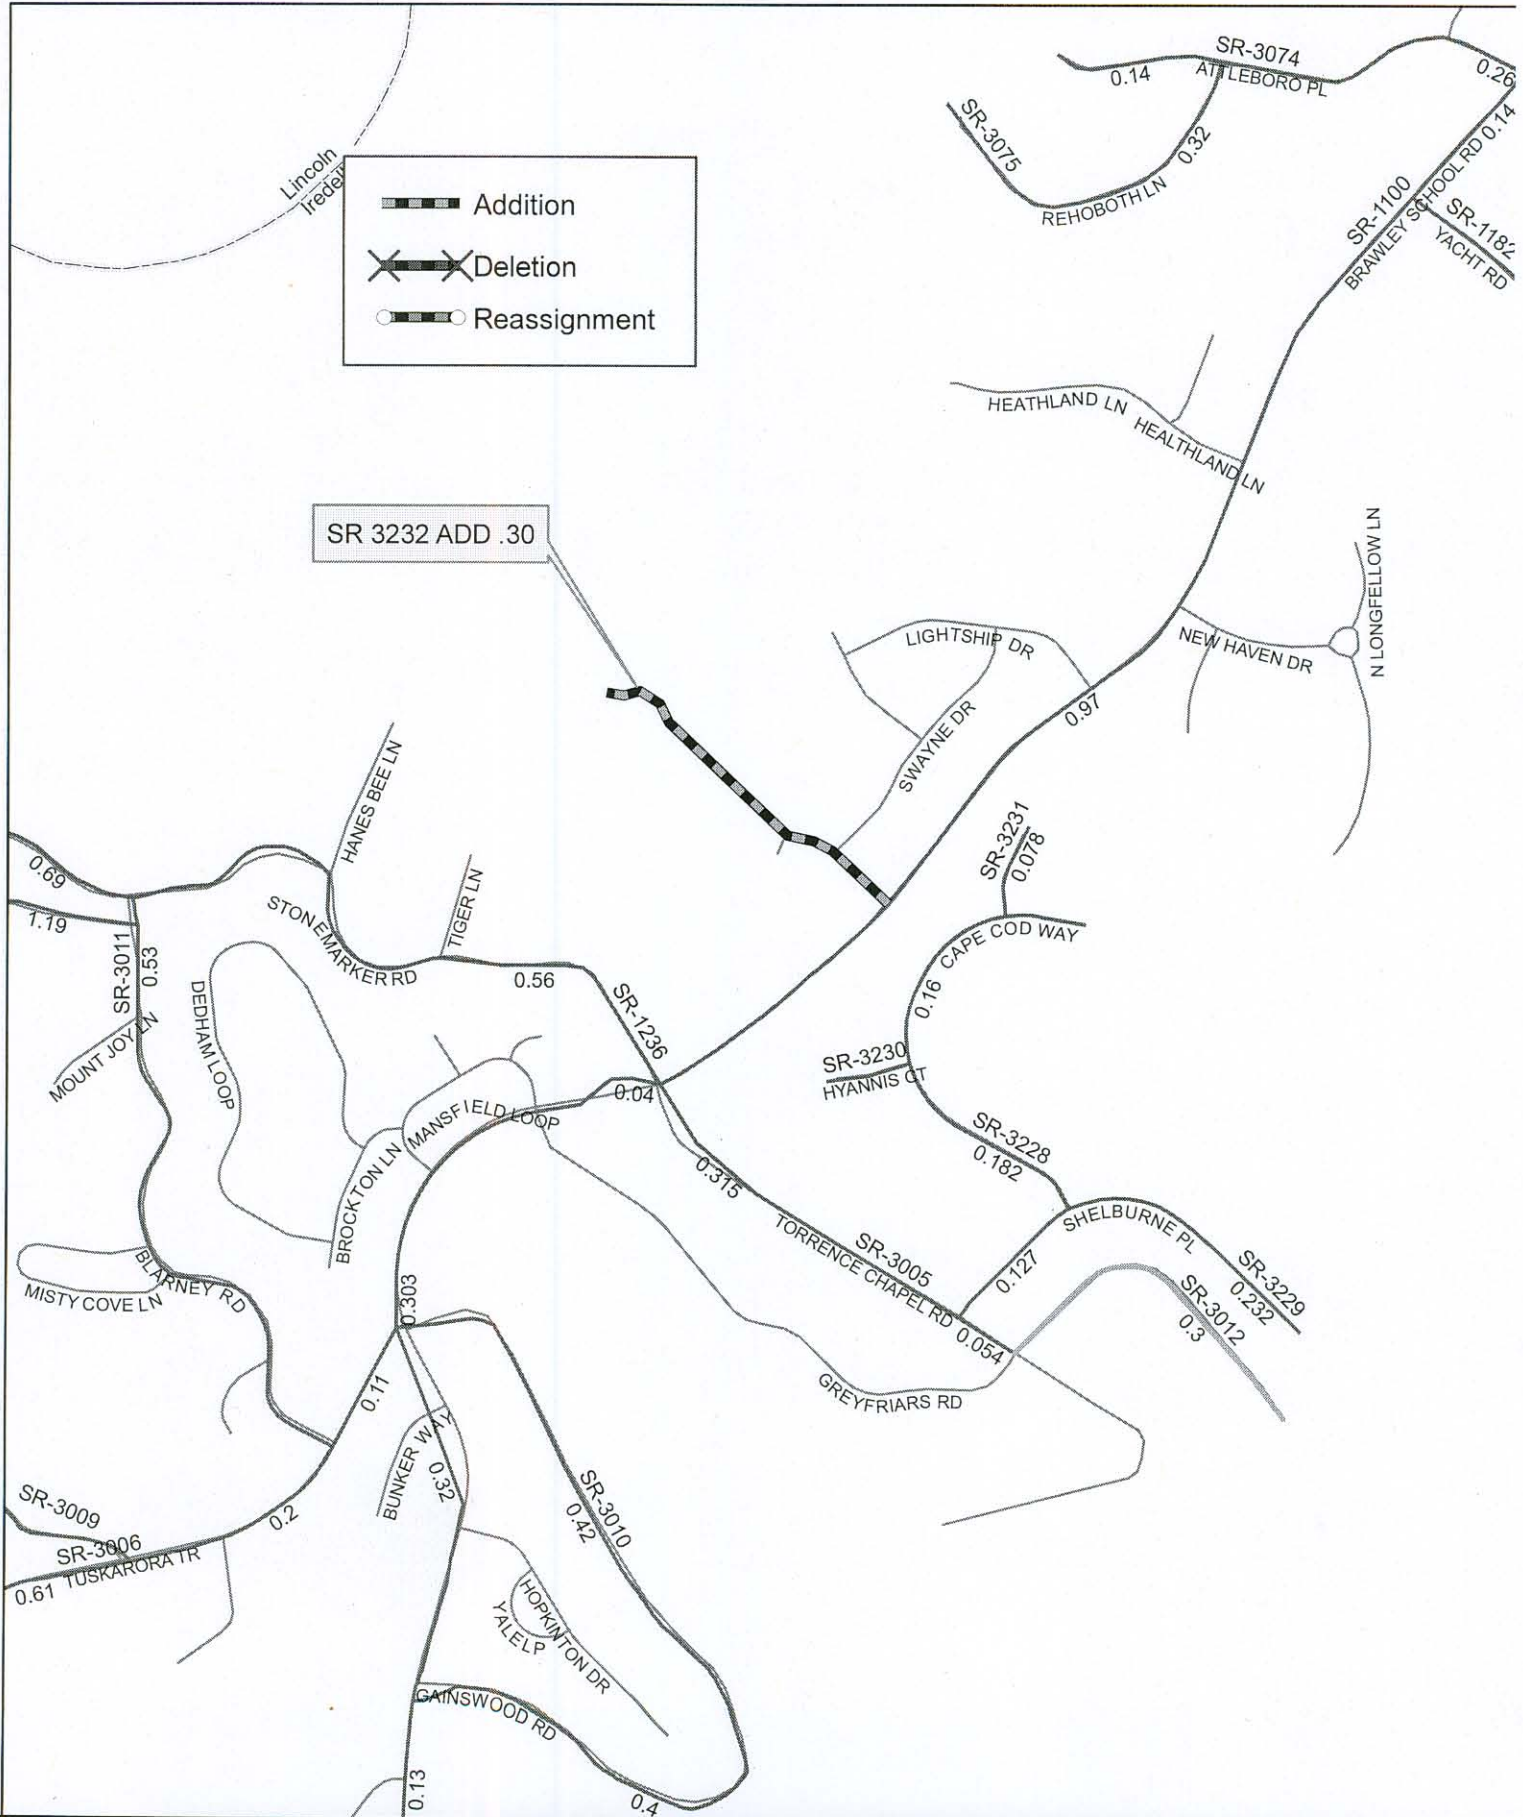 SR-3074
0.14
ATTLEBORO PL
0.26
SR-3075
0.32
REHOBOTH LN
BRAWLEY SCHOOL RD 0.14
SR-1100
SR-1182
YACHT RD
Lincoln
Iredell
Addition
Deletion
Reassignment
HEATHLAND LN
HEALTHLAND LN
SR 3232 ADD .30
N LONGFELLOW LN
LIGHTSHIP DR
NEW HAVEN DR
0.97
SWAYNE DR
HANES BEE LN
SR-3231
0.078
0.69
TIGER LN
1.19
STONEMARKER RD
CAPE COD WAY
SR-3011
0.53
0.56
0.16
DEDHAM LOOP
SR-1236
MOUNT JOY LN
SR-3230
HYANNIS CT
0.04
MANSFIELD LOOP
SR-3228
0.182
BROCKTON LN
0.315
TORRENCE CHAPEL RD
SR-3005
SHELBURNE PL
BLARNEY RD
MISTY COVE LN
0.127
SR-3229
0.232
SR-3012
0.3
0.303
0.054
0.11
GREYFRIARS RD
BUNKER WAY
0.32
SR-3009
0.2
SR-3010
0.42
SR-3006
0.61 TUSKARORA TR
HOPKINTON DR
YALELP
GAINSWOOD RD
0.13
0.4